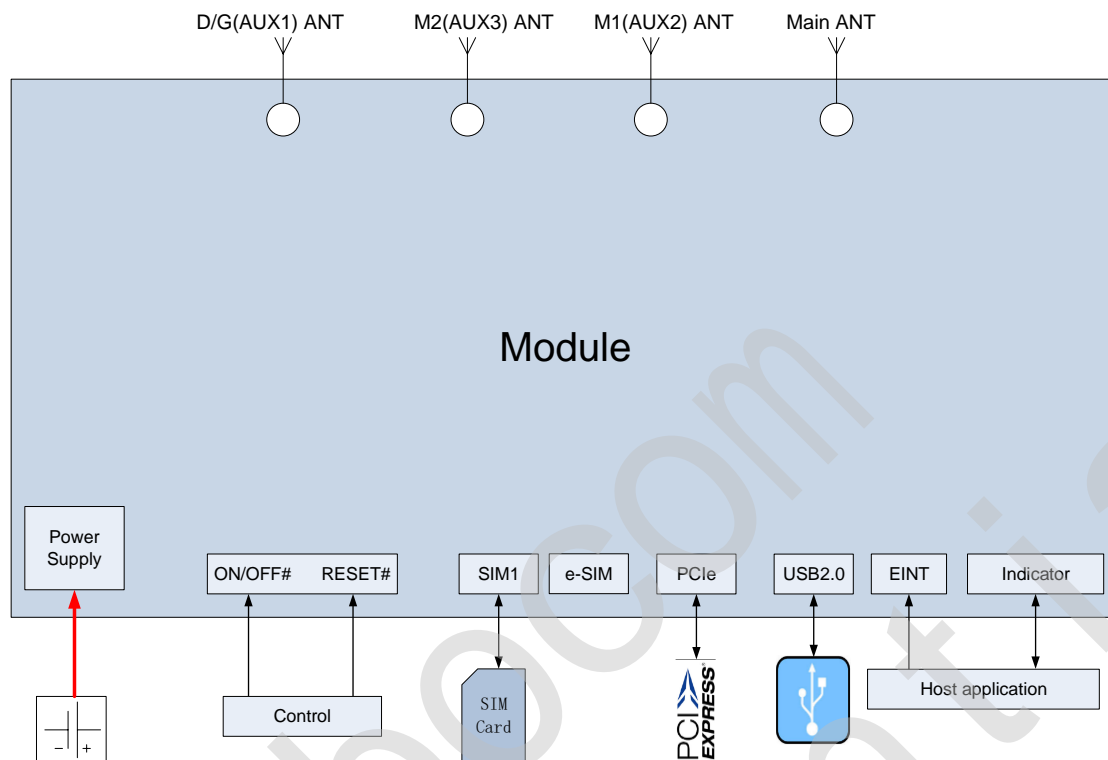 D/G(AUX1) ANT M2(AUX3) ANT M1(AUX2) ANT Main ANT
Module
Power
Supply
ON/OFF# RESET# SIM1 e-SIM PCIe USB2.0 EINT Indicator
Control
SIM
Card
PCI
EXPRESS®
Host application
- +